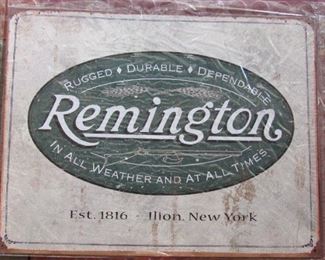 RUGGED ♦ DURABLE ♦ DEPENDABLE
Remington
IN ALL WEATHER AND AT ALL TIMES
Est. 1816 - Ilion, New York